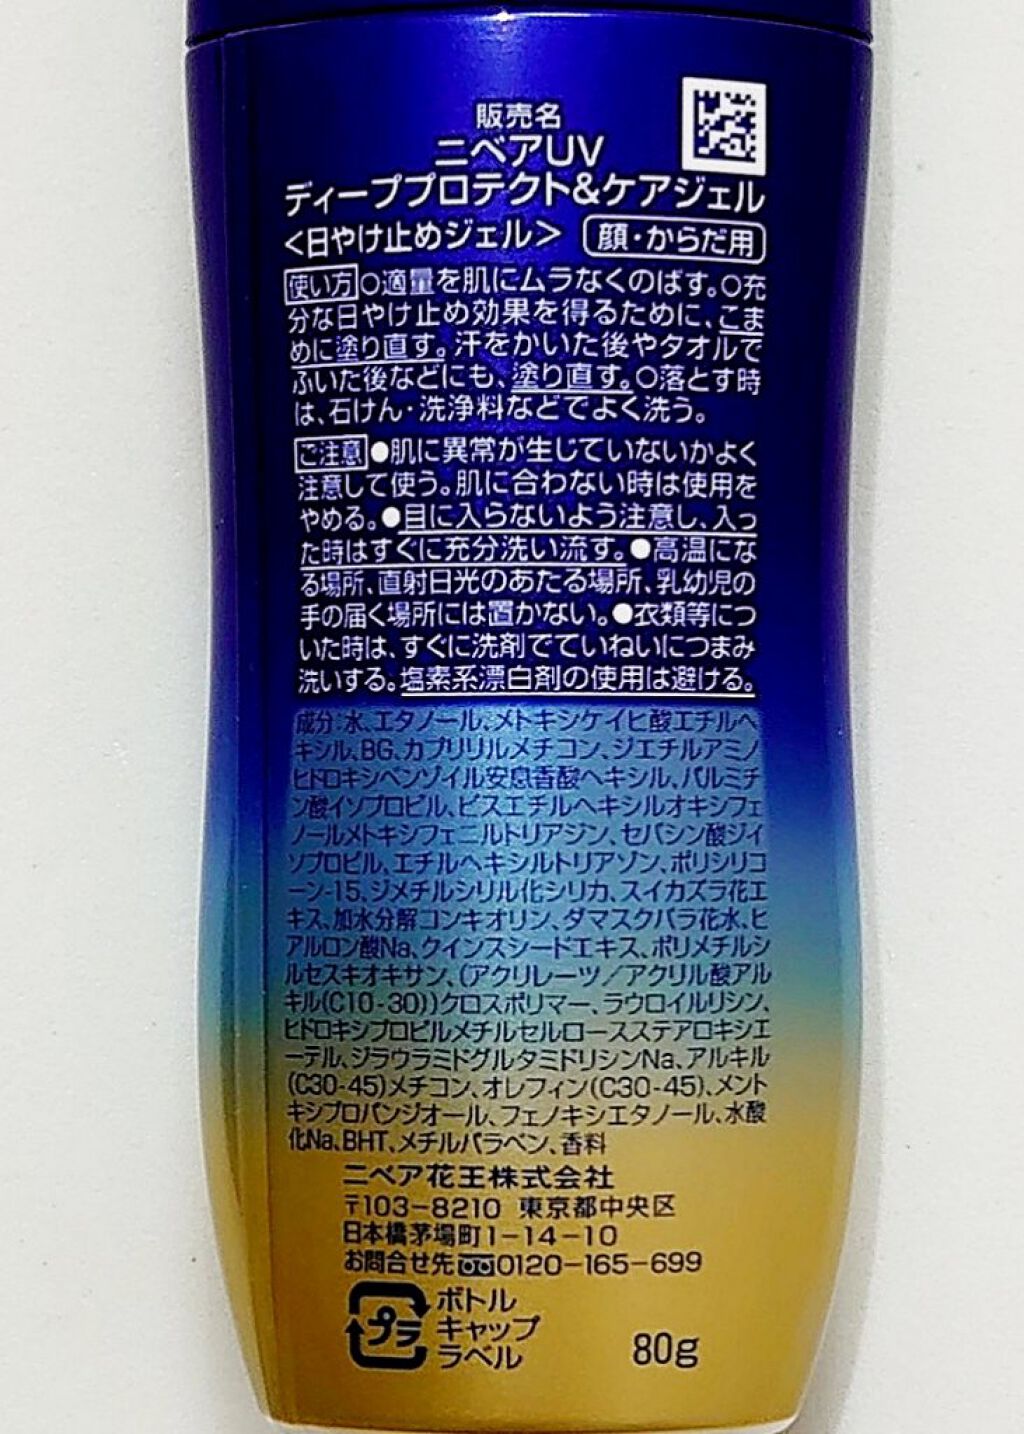 販売名
ニベアUV
ディーププロテクト&ケアジェル
<日やけ止めジェル> 顔・からだ用
使い方○適量を肌にムラなくのばす。○充
分な日やけ止め効果を得るために、こま
めに塗り直す。汗をかいた後やタオルで
ふいた後などにも、塗り直す。○落とす時
は、石けん・洗浄料などでよく洗う。
ご注意●肌に異常が生じていないかよく
注意して使う。肌に合わない時は使用を
やめる。●目に入らないよう注意し、入っ
た時はすぐに充分洗い流す。●高温にな
る場所、直射日光のあたる場所、乳幼児の
手の届く場所には置かない。●衣類等につ
いた時は、すぐに洗剤でていねいにつまみ
洗いする。塩素系漂白剤の使用は避ける。
成分:水、エタノール、メトキシケイヒ酸エチルヘ
キシル、BG、カプリリルメチコン、ジエチルアミノ
ヒドロキシベンゾイル安息香酸ヘキシル、パルミチ
ン酸イソプロピル、ビスエチルヘキシルオキシフェ
ノールメトキシフェニルトリアジン、セバシン酸ジイ
ソプロピル、エチルヘキシルトリアゾン、ポリシリコ
ーン-15、ジメチルシリル化シリカ、スイカズラ花エ
キス、加水分解コンキオリン、ダマスクバラ花水、ヒ
アルロン酸Na、クインスシードエキス、ポリメチルシ
ルセスキオキサン、(アクリレーツ/アクリル酸アル
キル(C10-30))クロスポリマー、ラウロイルリシン、
ヒドロキシプロピルメチルセルロースステアロキシエ
ーテル、ジラウラミドグルタミドリシンNa、アルキル
(C30-45)メチコン、オレフィン(C30-45)、メント
キシプロパンジオール、フェノキシエタノール、水酸
化Na、BHT、メチルパラベン、香料
ニベア花王株式会社
〒103-8210 東京都中央区
日本橋茅場町1-14-10
お問合せ先 0120-165-699
プラ
ボトル
キャップ
ラベル
80g